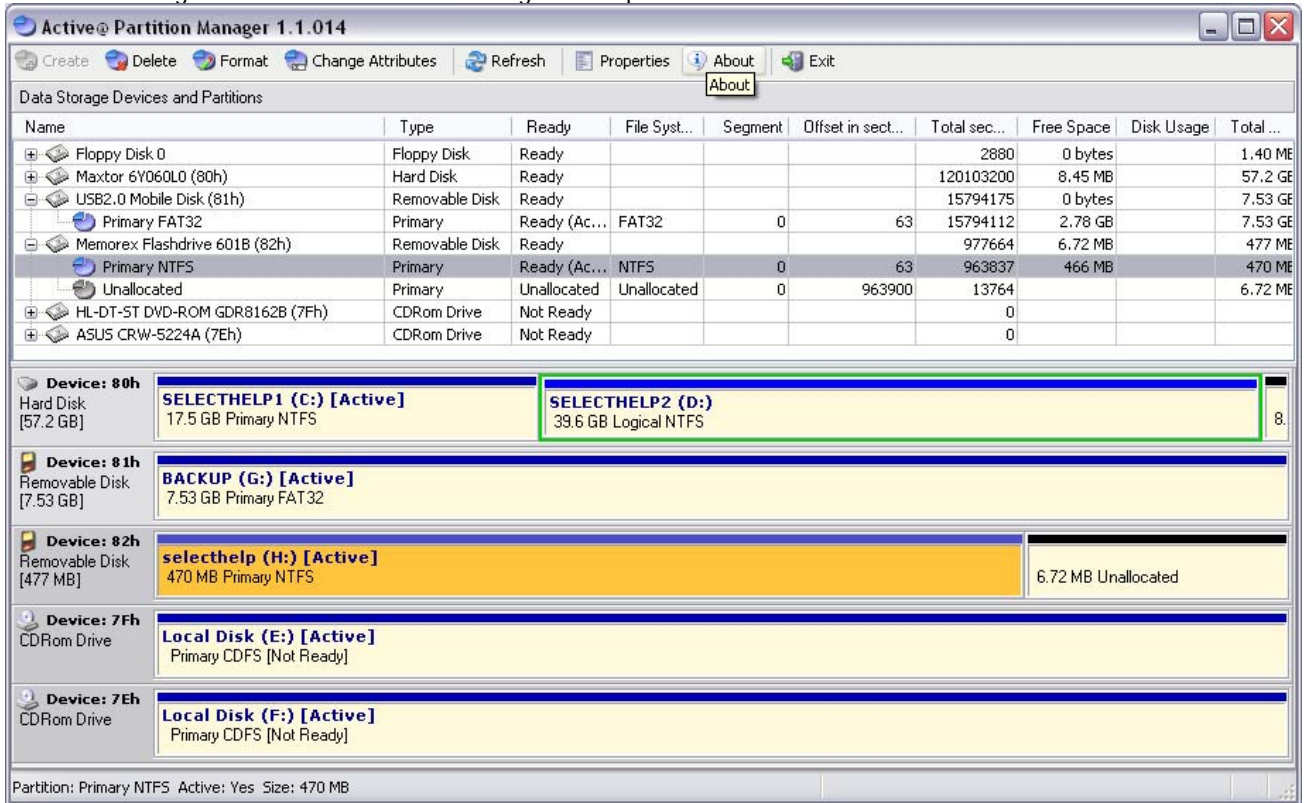 Active@ Partition Manager 1.1.014
Create Delete Format Change Attributes Refresh Properties About Exit
About
Data Storage Devices and Partitions
Name Type Ready File Syst... Segment Offset in sect... Total sec... Free Space Disk Usage Total ...
Floppy Disk 0 Floppy Disk Ready 2880 0 bytes 1.40 ME
Maxtor 6Y060L0 (80h) Hard Disk Ready 120103200 8.45 MB 57.2 GE
USB2.0 Mobile Disk (81h) Removable Disk Ready 15794175 0 bytes 7.53 GE
Primary FAT32 Primary Ready (Ac... FAT32 0 63 15794112 2.78 GB 7.53 GE
Memorex Flashdrive 601B (82h) Removable Disk Ready 977664 6.72 MB 477 ME
Primary NTFS Primary Ready (Ac... NTFS 0 63 963837 466 MB 470 ME
Unallocated Primary Unallocated Unallocated 0 963900 13764 6.72 ME
HL-DT-ST DVD-ROM GDR8162B (7Fh) CDRom Drive Not Ready 0
ASUS CRW-5224A (7Eh) CDRom Drive Not Ready 0
Device: 80h
Hard Disk
[57.2 GB]
SELECTHELP1 (C:) [Active]
17.5 GB Primary NTFS
SELECTHELP2 (D:)
39.6 GB Logical NTFS
8.
Device: 81h
Removable Disk
[7.53 GB]
BACKUP (G:) [Active]
7.53 GB Primary FAT32
Device: 82h
Removable Disk
[477 MB]
selecthelp (H:) [Active]
470 MB Primary NTFS
6.72 MB Unallocated
Device: 7Fh
CDRom Drive
Local Disk (E:) [Active]
Primary CDFS [Not Ready]
Device: 7Eh
CDRom Drive
Local Disk (F:) [Active]
Primary CDFS [Not Ready]
Partition: Primary NTFS Active: Yes Size: 470 MB